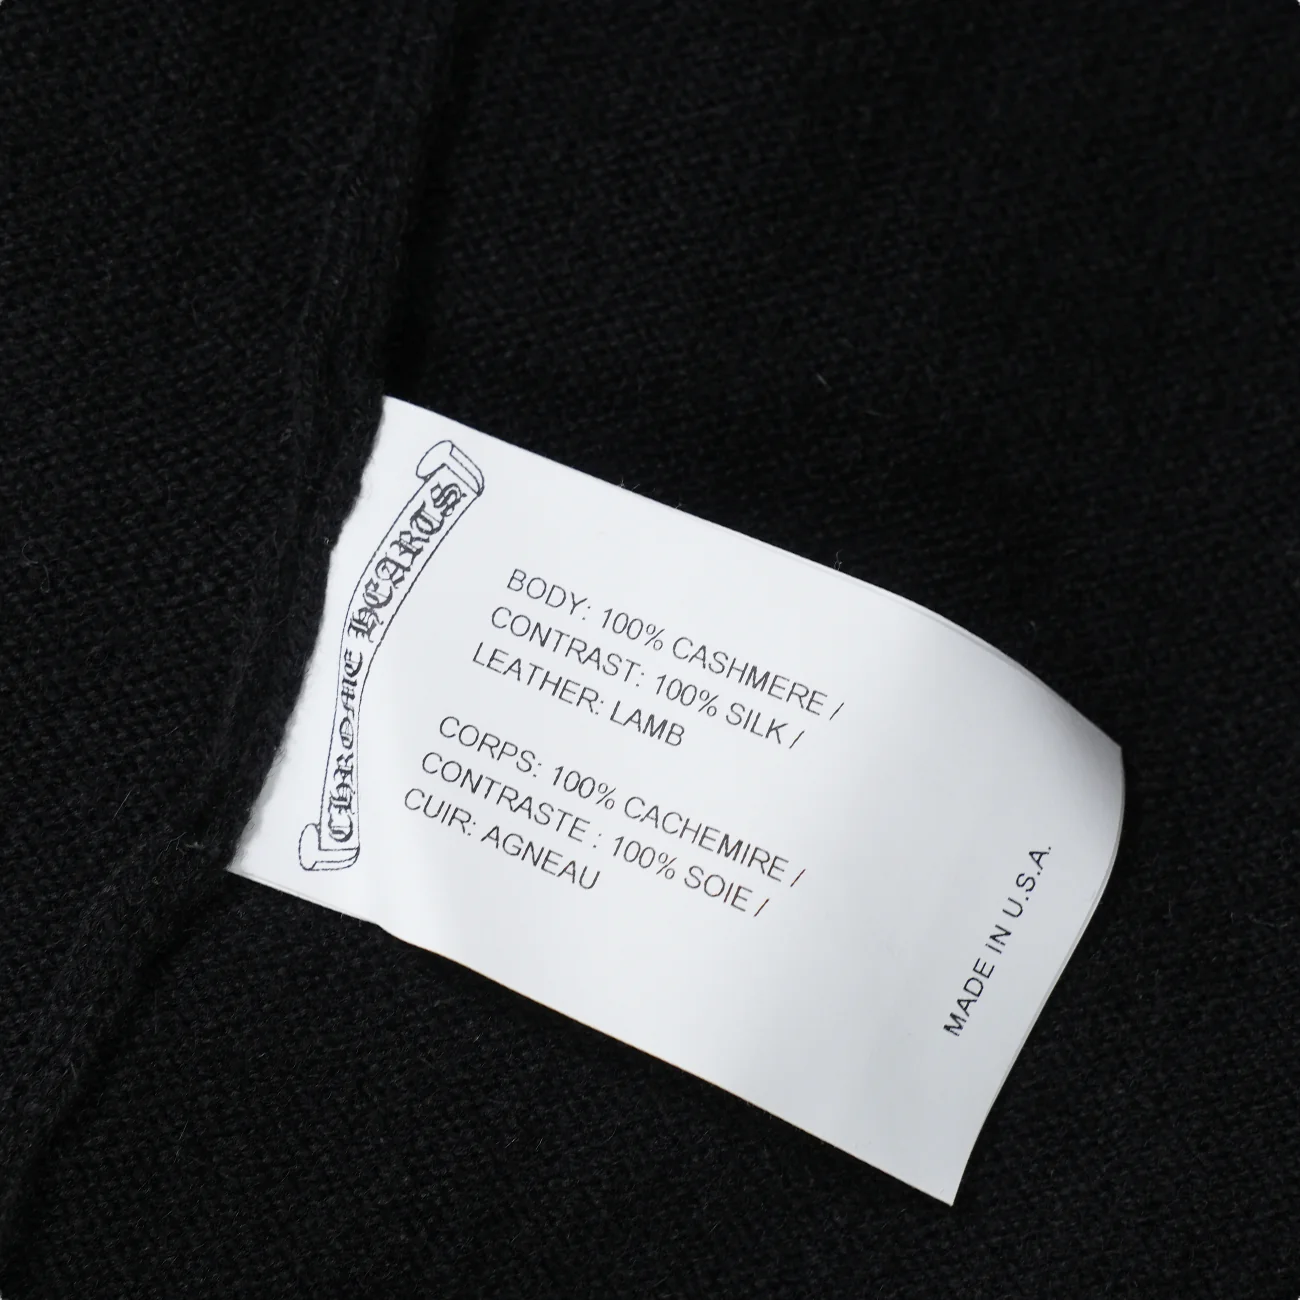 CHROME HEARTS
BODY: 100% CASHMERE /
CONTRAST: 100% SILK /
LEATHER: LAMB
CORPS: 100% CACHEMIRE /
CONTRASTE : 100% SOIE /
CUIR: AGNEAU
MADE IN U.S.A.